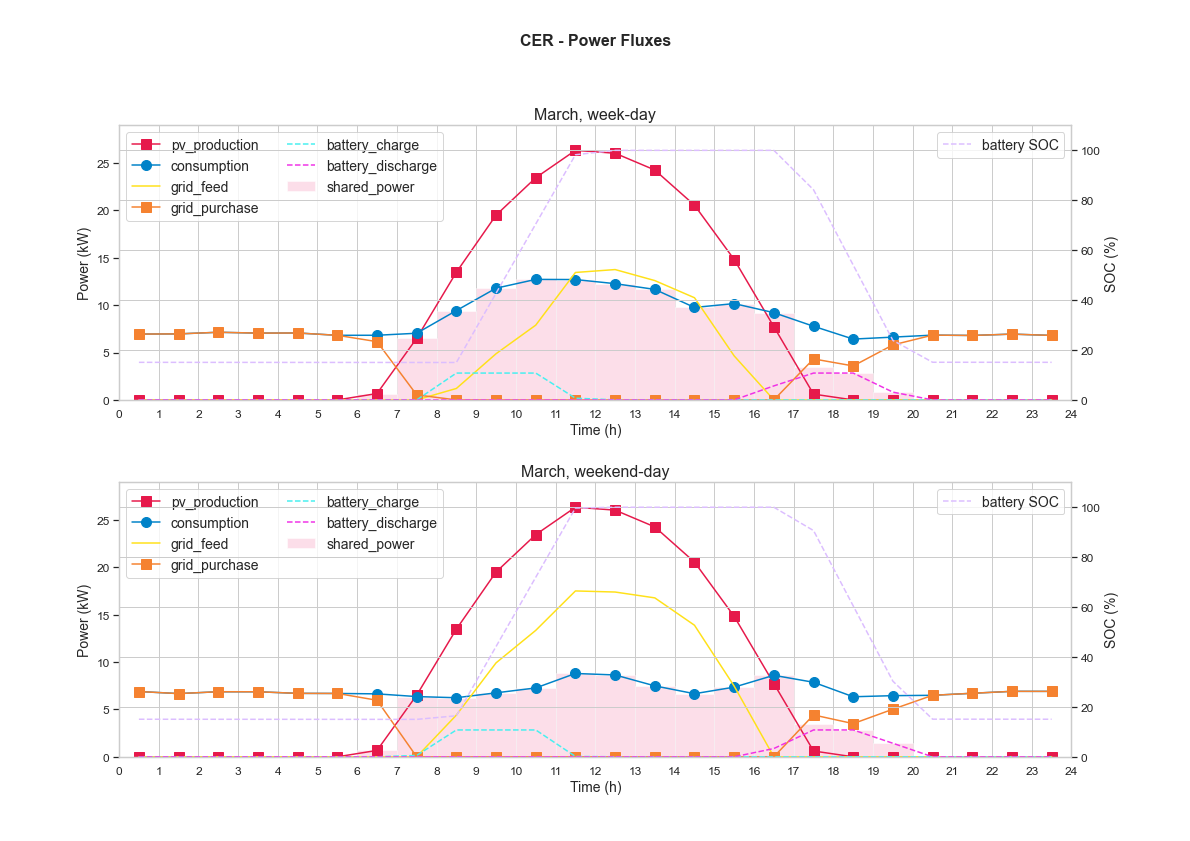 CER - Power Fluxes
March, week-day
pv_production
consumption
grid_feed
grid_purchase
battery_charge
battery_discharge
shared_power
battery SOC
Power (kW)
25
20
15
10
5
0
100
80
60
40
20
0
SOC (%)
0 1 2 3 4 5 6 7 8 9 10 11 12 13 14 15 16 17 18 19 20 21 22 23 24
Time (h)
March, weekend-day
pv_production
consumption
grid_feed
grid_purchase
battery_charge
battery_discharge
shared_power
battery SOC
Power (kW)
25
20
15
10
5
0
100
80
60
40
20
0
SOC (%)
0 1 2 3 4 5 6 7 8 9 10 11 12 13 14 15 16 17 18 19 20 21 22 23 24
Time (h)